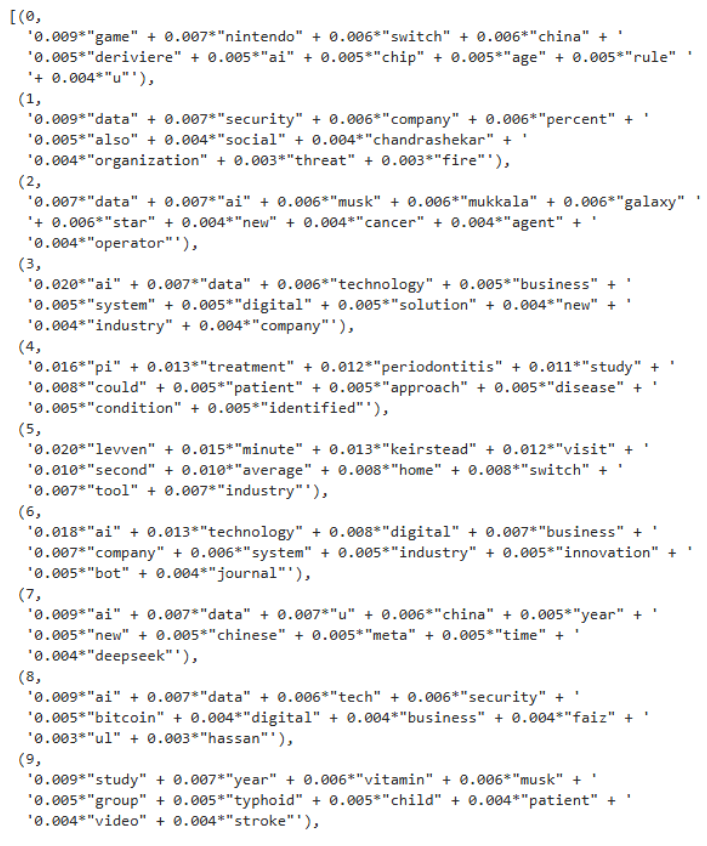 [(0,
'0.009*"game" + 0.007*"nintendo" + 0.006*"switch" + 0.006*"china" + '
'0.005*"deriviere" + 0.005*"ai" + 0.005*"chip" + 0.005*"age" + 0.005*"rule" '
'+ 0.004*"u"'),
(1,
'0.009*"data" + 0.007*"security" + 0.006*"company" + 0.006*"percent" + '
'0.005*"also" + 0.004*"social" + 0.004*"chandrashekar" + '
'0.004*"organization" + 0.003*"threat" + 0.003*"fire"'),
(2,
'0.007*"data" + 0.007*"ai" + 0.006*"musk" + 0.006*"mukkala" + 0.006*"galaxy" '
'+ 0.006*"star" + 0.004*"new" + 0.004*"cancer" + 0.004*"agent" + '
'0.004*"operator"'),
(3,
'0.020*"ai" + 0.007*"data" + 0.006*"technology" + 0.005*"business" + '
'0.005*"system" + 0.005*"digital" + 0.005*"solution" + 0.004*"new" + '
'0.004*"industry" + 0.004*"company"'),
(4,
'0.016*"pi" + 0.013*"treatment" + 0.012*"periodontitis" + 0.011*"study" + '
'0.008*"could" + 0.005*"patient" + 0.005*"approach" + 0.005*"disease" + '
'0.005*"condition" + 0.005*"identified"'),
(5,
'0.020*"levven" + 0.015*"minute" + 0.013*"keirstead" + 0.012*"visit" + '
'0.010*"second" + 0.010*"average" + 0.008*"home" + 0.008*"switch" + '
'0.007*"tool" + 0.007*"industry"'),
(6,
'0.018*"ai" + 0.013*"technology" + 0.008*"digital" + 0.007*"business" + '
'0.007*"company" + 0.006*"system" + 0.005*"industry" + 0.005*"innovation" + '
'0.005*"bot" + 0.004*"journal"'),
(7,
'0.009*"ai" + 0.007*"data" + 0.007*"u" + 0.006*"china" + 0.005*"year" + '
'0.005*"new" + 0.005*"chinese" + 0.005*"meta" + 0.005*"time" + '
'0.004*"deepseek"'),
(8,
'0.009*"ai" + 0.007*"data" + 0.006*"tech" + 0.006*"security" + '
'0.005*"bitcoin" + 0.004*"digital" + 0.004*"business" + 0.004*"faiz" + '
'0.003*"ul" + 0.003*"hassan"'),
(9,
'0.009*"study" + 0.007*"year" + 0.006*"vitamin" + 0.006*"musk" + '
'0.005*"group" + 0.005*"typhoid" + 0.005*"child" + 0.004*"patient" + '
'0.004*"video" + 0.004*"stroke"'),